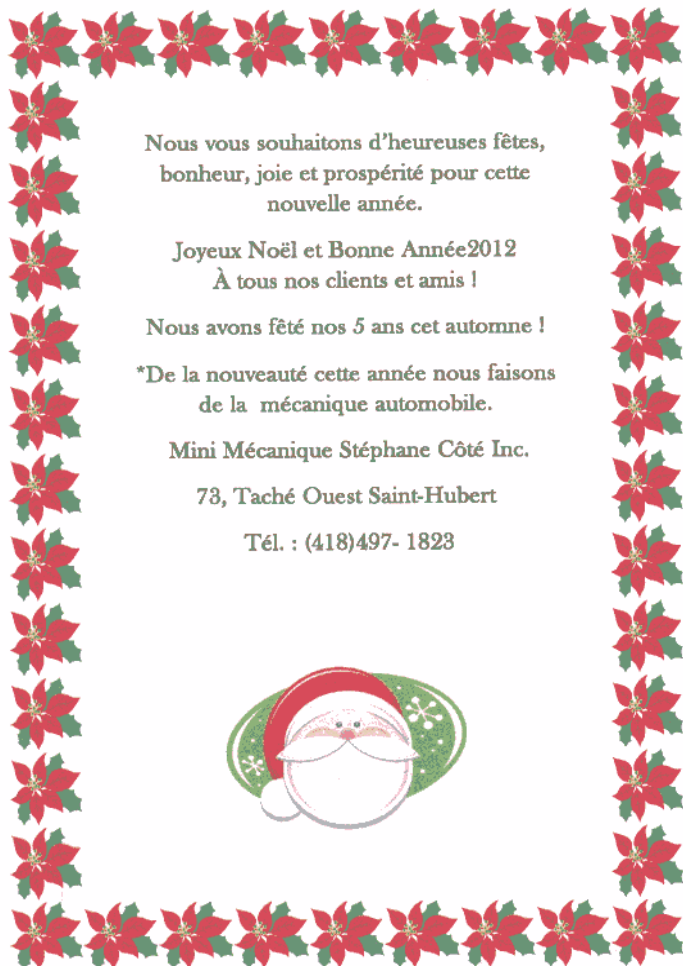 Nous vous souhaitons d'heureuses fêtes,
bonheur, joie et prospérité pour cette
nouvelle année.
Joyeux Noël et Bonne Année2012
À tous nos clients et amis !
Nous avons fêté nos 5 ans cet automne !
*De la nouveauté cette année nous faisons
de la mécanique automobile.
Mini Mécanique Stéphane Côté Inc.
73, Taché Ouest Saint-Hubert
Tél. : (418)497- 1823